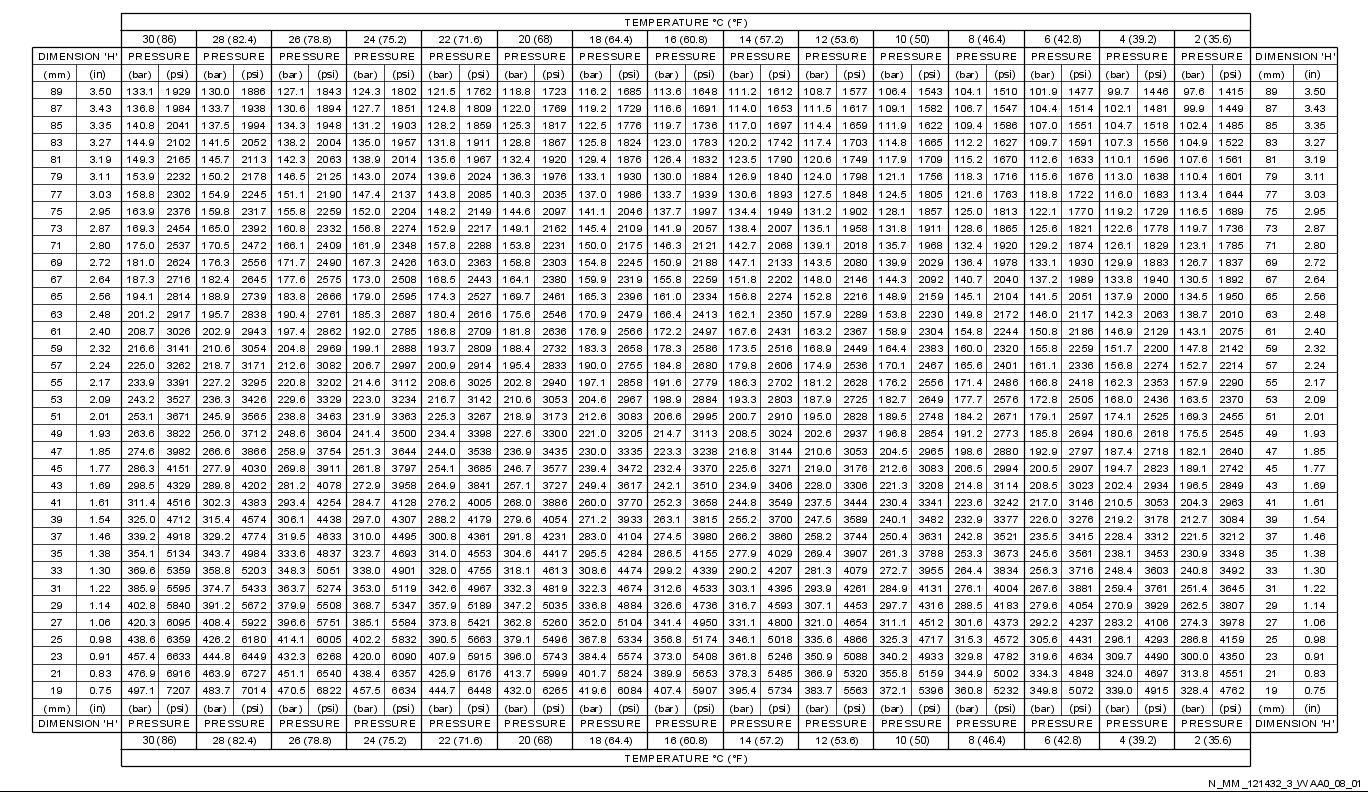 TEMPERATURE °C (°F)
30 (86) 28 (82.4) 26 (78.8) 24 (75.2) 22 (71.6) 20 (68) 18 (64.4) 16 (60.8) 14 (57.2) 12 (53.6) 10 (50) 8 (46.4) 6 (42.8) 4 (39.2) 2 (35.6)
DIMENSION 'H' PRESSURE PRESSURE PRESSURE PRESSURE PRESSURE PRESSURE PRESSURE PRESSURE PRESSURE PRESSURE PRESSURE PRESSURE PRESSURE PRESSURE PRESSURE DIMENSION 'H'
(mm) (in) (bar) (psi) (bar) (psi) (bar) (psi) (bar) (psi) (bar) (psi) (bar) (psi) (bar) (psi) (bar) (psi) (bar) (psi) (bar) (psi) (bar) (psi) (bar) (psi) (bar) (psi) (bar) (psi) (bar) (psi) (mm) (in)
89 3.50 133.1 1929 130.0 1886 127.1 1843 124.3 1802 121.5 1762 118.8 1723 116.2 1685 113.6 1648 111.2 1612 108.7 1577 106.4 1543 104.1 1510 101.9 1477 99.7 1446 97.6 1415 89 3.50
87 3.43 136.8 1984 133.7 1938 130.6 1894 127.7 1851 124.8 1809 122.0 1769 119.2 1729 116.6 1691 114.0 1653 111.5 1617 109.1 1582 106.7 1547 104.4 1514 102.1 1481 99.9 1449 87 3.43
85 3.35 140.8 2041 137.5 1994 134.3 1948 131.2 1903 128.2 1859 125.3 1817 122.5 1776 119.7 1736 117.0 1697 114.4 1659 111.9 1622 109.4 1586 107.0 1551 104.7 1518 102.4 1485 85 3.35
83 3.27 144.9 2102 141.5 2052 138.2 2004 135.0 1957 131.8 1911 128.8 1867 125.8 1824 123.0 1783 120.2 1742 117.4 1703 114.8 1665 112.2 1627 109.7 1591 107.3 1556 104.9 1522 83 3.27
81 3.19 149.3 2165 145.7 2113 142.3 2063 138.9 2014 135.6 1967 132.4 1920 129.4 1876 126.4 1832 123.5 1790 120.6 1749 117.9 1709 115.2 1670 112.6 1633 110.1 1596 107.6 1561 81 3.19
79 3.11 153.9 2232 150.2 2178 146.5 2125 143.0 2074 139.6 2024 136.3 1976 133.1 1930 130.0 1884 126.9 1840 124.0 1798 121.1 1756 118.3 1716 115.6 1676 113.0 1638 110.4 1601 79 3.11
77 3.03 158.8 2302 154.9 2245 151.1 2190 147.4 2137 143.8 2085 140.3 2035 137.0 1986 133.7 1939 130.6 1893 127.5 1848 124.5 1805 121.6 1763 118.8 1722 116.0 1683 113.4 1644 77 3.03
75 2.95 163.9 2376 159.8 2317 155.8 2259 152.0 2204 148.2 2149 144.6 2097 141.1 2046 137.7 1997 134.4 1949 131.2 1902 128.1 1857 125.0 1813 122.1 1770 119.2 1729 116.5 1689 75 2.95
73 2.87 169.3 2454 165.0 2392 160.8 2332 156.8 2274 152.9 2217 149.1 2162 145.4 2109 141.9 2057 138.4 2007 135.1 1958 131.8 1911 128.6 1865 125.6 1821 122.6 1778 119.7 1736 73 2.87
71 2.80 175.0 2537 170.5 2472 166.1 2409 161.9 2348 157.8 2288 153.8 2231 150.0 2175 146.3 2121 142.7 2068 139.1 2018 135.7 1968 132.4 1920 129.2 1874 126.1 1829 123.1 1785 71 2.80
69 2.72 181.0 2624 176.3 2556 171.7 2490 167.3 2426 163.0 2363 158.8 2303 154.8 2245 150.9 2188 147.1 2133 143.5 2080 139.9 2029 136.4 1978 133.1 1930 129.9 1883 126.7 1837 69 2.72
67 2.64 187.3 2716 182.4 2645 177.6 2575 173.0 2508 168.5 2443 164.1 2380 159.9 2319 155.8 2259 151.8 2202 148.0 2146 144.3 2092 140.7 2040 137.2 1989 133.8 1940 130.5 1892 67 2.64
65 2.56 194.1 2814 188.9 2739 183.8 2666 179.0 2595 174.3 2527 169.7 2461 165.3 2396 161.0 2334 156.8 2274 152.8 2216 148.9 2159 145.1 2104 141.5 2051 137.9 2000 134.5 1950 65 2.56
63 2.48 201.2 2917 195.7 2838 190.4 2761 185.3 2687 180.4 2616 175.6 2546 170.9 2479 166.4 2413 162.1 2350 157.9 2289 153.8 2230 149.8 2172 146.0 2117 142.3 2063 138.7 2010 63 2.48
61 2.40 208.7 3026 202.9 2943 197.4 2862 192.0 2785 186.8 2709 181.8 2636 176.9 2566 172.2 2497 167.6 2431 163.2 2367 158.9 2304 154.8 2244 150.8 2186 146.9 2129 143.1 2075 61 2.40
59 2.32 216.6 3141 210.6 3054 204.8 2969 199.1 2888 193.7 2809 188.4 2732 183.3 2658 178.3 2586 173.5 2516 168.9 2449 164.4 2383 160.0 2320 155.8 2259 151.7 2200 147.8 2142 59 2.32
57 2.24 225.0 3262 218.7 3171 212.6 3082 206.7 2997 200.9 2914 195.4 2833 190.0 2755 184.8 2680 179.8 2606 174.9 2536 170.1 2467 165.6 2401 161.1 2336 156.8 2274 152.7 2214 57 2.24
55 2.17 233.9 3391 227.2 3295 220.8 3202 214.6 3112 208.6 3025 202.8 2940 197.1 2858 191.6 2779 186.3 2702 181.2 2628 176.2 2556 171.4 2486 166.8 2418 162.3 2353 157.9 2290 55 2.17
53 2.09 243.2 3527 236.3 3426 229.6 3329 223.0 3234 216.7 3142 210.6 3053 204.6 2967 198.9 2884 193.3 2803 187.9 2725 182.7 2649 177.7 2576 172.8 2505 168.0 2436 163.5 2370 53 2.09
51 2.01 253.1 3671 245.9 3565 238.8 3463 231.9 3363 225.3 3267 218.9 3173 212.6 3083 206.6 2995 200.7 2910 195.0 2828 189.5 2748 184.2 2671 179.1 2597 174.1 2525 169.3 2455 51 2.01
49 1.93 263.6 3822 256.0 3712 248.6 3604 241.4 3500 234.4 3398 227.6 3300 221.0 3205 214.7 3113 208.5 3024 202.6 2937 196.8 2854 191.2 2773 185.8 2694 180.6 2618 175.5 2545 49 1.93
47 1.85 274.6 3982 266.6 3866 258.9 3754 251.3 3644 244.0 3538 236.9 3435 230.0 3335 223.3 3238 216.8 3144 210.6 3053 204.5 2965 198.6 2880 192.9 2797 187.4 2718 182.1 2640 47 1.85
45 1.77 286.3 4151 277.9 4030 269.8 3911 261.8 3797 254.1 3685 246.7 3577 239.4 3472 232.4 3370 225.6 3271 219.0 3176 212.6 3083 206.5 2994 200.5 2907 194.7 2823 189.1 2742 45 1.77
43 1.69 298.5 4329 289.8 4202 281.2 4078 272.9 3958 264.9 3841 257.1 3727 249.4 3617 242.1 3510 234.9 3406 228.0 3306 221.3 3208 214.8 3114 208.5 3023 202.4 2934 196.5 2849 43 1.69
41 1.61 311.4 4516 302.3 4383 293.4 4254 284.7 4128 276.2 4005 268.0 3886 260.0 3770 252.3 3658 244.8 3549 237.5 3444 230.4 3341 223.6 3242 217.0 3146 210.5 3053 204.3 2963 41 1.61
39 1.54 325.0 4712 315.4 4574 306.1 4438 297.0 4307 288.2 4179 279.6 4054 271.2 3933 263.1 3815 255.2 3700 247.5 3589 240.1 3482 232.9 3377 226.0 3276 219.2 3178 212.7 3084 39 1.54
37 1.46 339.2 4918 329.2 4774 319.5 4633 310.0 4495 300.8 4361 291.8 4231 283.0 4104 274.5 3980 266.2 3860 258.2 3744 250.4 3631 242.8 3521 235.5 3415 228.4 3312 221.5 3212 37 1.46
35 1.38 354.1 5134 343.7 4984 333.6 4837 323.7 4693 314.0 4553 304.6 4417 295.5 4284 286.5 4155 277.9 4029 269.4 3907 261.3 3788 253.3 3673 245.6 3561 238.1 3453 230.9 3348 35 1.38
33 1.30 369.6 5359 358.8 5203 348.3 5051 338.0 4901 328.0 4755 318.1 4613 308.6 4474 299.2 4339 290.2 4207 281.3 4079 272.7 3955 264.4 3834 256.3 3716 248.4 3603 240.8 3492 33 1.30
31 1.22 385.9 5595 374.7 5433 363.7 5274 353.0 5119 342.6 4967 332.3 4819 322.3 4674 312.6 4533 303.1 4395 293.9 4261 284.9 4131 276.1 4004 267.6 3881 259.4 3761 251.4 3645 31 1.22
29 1.14 402.8 5840 391.2 5672 379.9 5508 368.7 5347 357.9 5189 347.2 5035 336.8 4884 326.6 4736 316.7 4593 307.1 4453 297.7 4316 288.5 4183 279.6 4054 270.9 3929 262.5 3807 29 1.14
27 1.06 420.3 6095 408.4 5922 396.6 5751 385.1 5584 373.8 5421 362.8 5260 352.0 5104 341.4 4950 331.1 4800 321.0 4654 311.1 4512 301.6 4373 292.2 4237 283.2 4106 274.3 3978 27 1.06
25 0.98 438.6 6359 426.2 6180 414.1 6005 402.2 5832 390.5 5663 379.1 5496 367.8 5334 356.8 5174 346.1 5018 335.6 4866 325.3 4717 315.3 4572 305.6 4431 296.1 4293 286.8 4159 25 0.98
23 0.91 457.4 6633 444.8 6449 432.3 6268 420.0 6090 407.9 5915 396.0 5743 384.4 5574 373.0 5408 361.8 5246 350.9 5088 340.2 4933 329.8 4782 319.6 4634 309.7 4490 300.0 4350 23 0.91
21 0.83 476.9 6916 463.9 6727 451.1 6540 438.4 6357 425.9 6176 413.7 5999 401.7 5824 389.9 5653 378.3 5485 366.9 5320 355.8 5159 344.9 5002 334.3 4848 324.0 4697 313.8 4551 21 0.83
19 0.75 497.1 7207 483.7 7014 470.5 6822 457.5 6634 444.7 6448 432.0 6265 419.6 6084 407.4 5907 395.4 5734 383.7 5563 372.1 5396 360.8 5232 349.8 5072 339.0 4915 328.4 4762 19 0.75
(mm) (in) (bar) (psi) (bar) (psi) (bar) (psi) (bar) (psi) (bar) (psi) (bar) (psi) (bar) (psi) (bar) (psi) (bar) (psi) (bar) (psi) (bar) (psi) (bar) (psi) (bar) (psi) (bar) (psi) (bar) (psi) (mm) (in)
DIMENSION 'H' PRESSURE PRESSURE PRESSURE PRESSURE PRESSURE PRESSURE PRESSURE PRESSURE PRESSURE PRESSURE PRESSURE PRESSURE PRESSURE PRESSURE PRESSURE DIMENSION 'H'
30 (86) 28 (82.4) 26 (78.8) 24 (75.2) 22 (71.6) 20 (68) 18 (64.4) 16 (60.8) 14 (57.2) 12 (53.6) 10 (50) 8 (46.4) 6 (42.8) 4 (39.2) 2 (35.6)
TEMPERATURE °C (°F)
N_MM_121432_3_WAA0_08_01